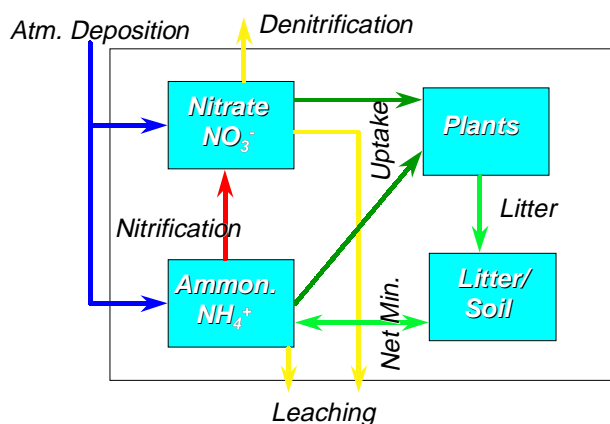 Atm. Deposition
Denitrification
Nitrate
NO₃⁻
Uptake
Plants
Nitrification
Litter
Ammon.
NH₄⁺
Net Min.
Litter/
Soil
Leaching